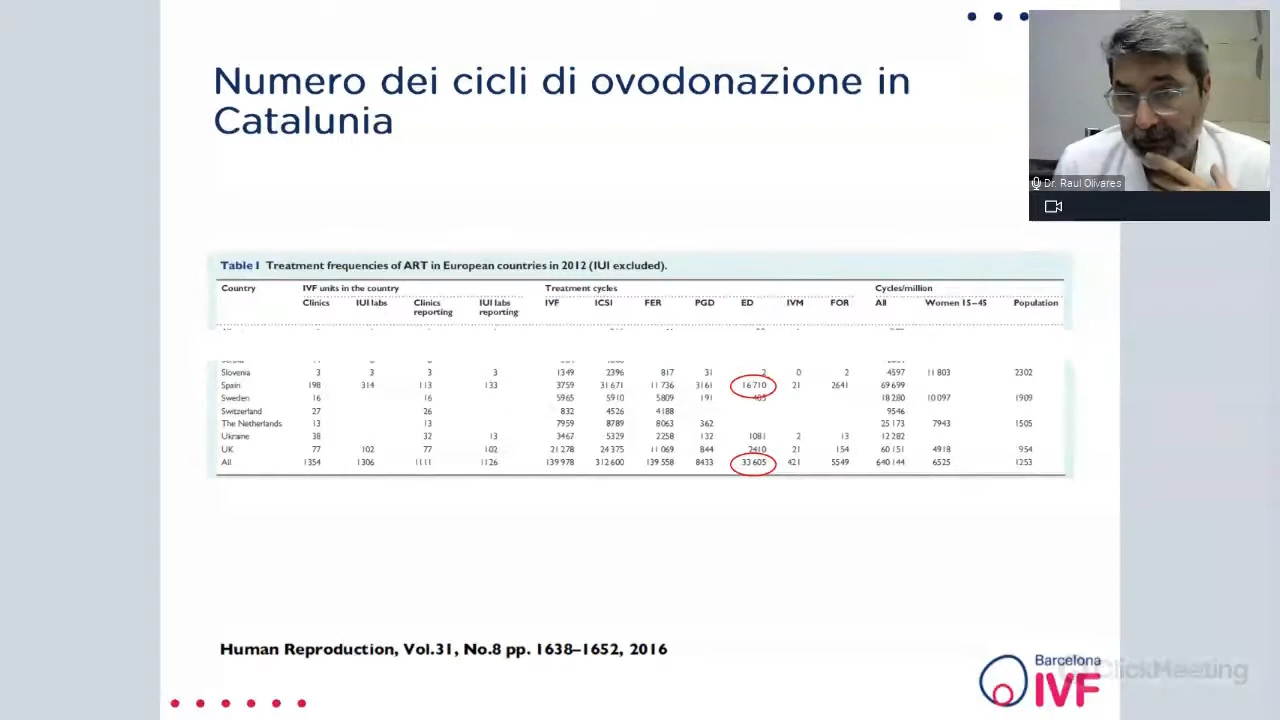 Numero dei cicli di ovodonazione in
Catalunia
Dr. Raul Olivares
Table I Treatment frequencies of ART in European countries in 2012 (IUI excluded).
Country IVF units in the country Treatment cycles Cycles/million
Clinics IUI labs Clinics reporting IUI labs reporting IVF ICSI FER PGD ED IVM FOR All Women 15–45 Population
Slovenia 3 3 3 3 1349 2396 817 31 2 0 2 4597 11 803 2302
Spain 198 314 113 133 3759 31 671 11 736 3161 16 710 21 2641 69 699
Sweden 16 16 5965 5910 5809 191 405 18 280 10 097 1909
Switzerland 27 26 832 4526 4188 9546
The Netherlands 13 13 7959 8789 8063 362 25 173 7943 1505
Ukraine 38 32 13 3467 5329 2258 132 1081 2 13 12 282
UK 77 102 77 102 21 278 24 375 11 069 844 2410 21 154 60 151 4918 954
All 1354 1306 1111 1126 139 978 312 600 139 558 8433 33 605 421 5549 640 144 6525 1253
Human Reproduction, Vol.31, No.8 pp. 1638–1652, 2016
Barcelona
IVF
ClickMeeting